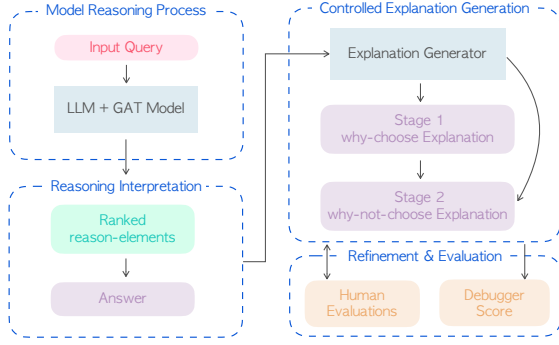 Model Reasoning Process
Input Query
LLM + GAT Model
Reasoning Interpretation
Ranked
reason-elements
Answer
Controlled Explanation Generation
Explanation Generator
Stage 1
why-choose Explanation
Stage 2
why-not-choose Explanation
Refinement & Evaluation
Human
Evaluations
Debugger
Score